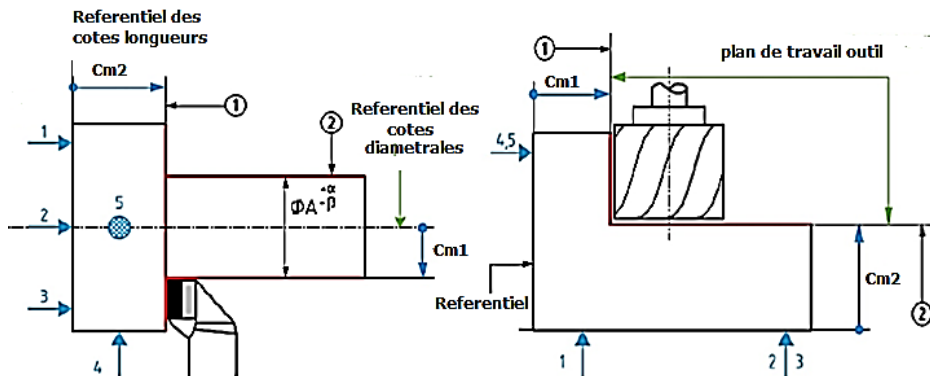 Referentiel des
cotes longueurs
Cm2
1
1
2
Referentiel des
cotes
diametrales
5
ΦA-α-β
2
Cm1
3
4
1
plan de travail outil
Cm1
4,5
Referentiel
Cm2
2
1
2
3